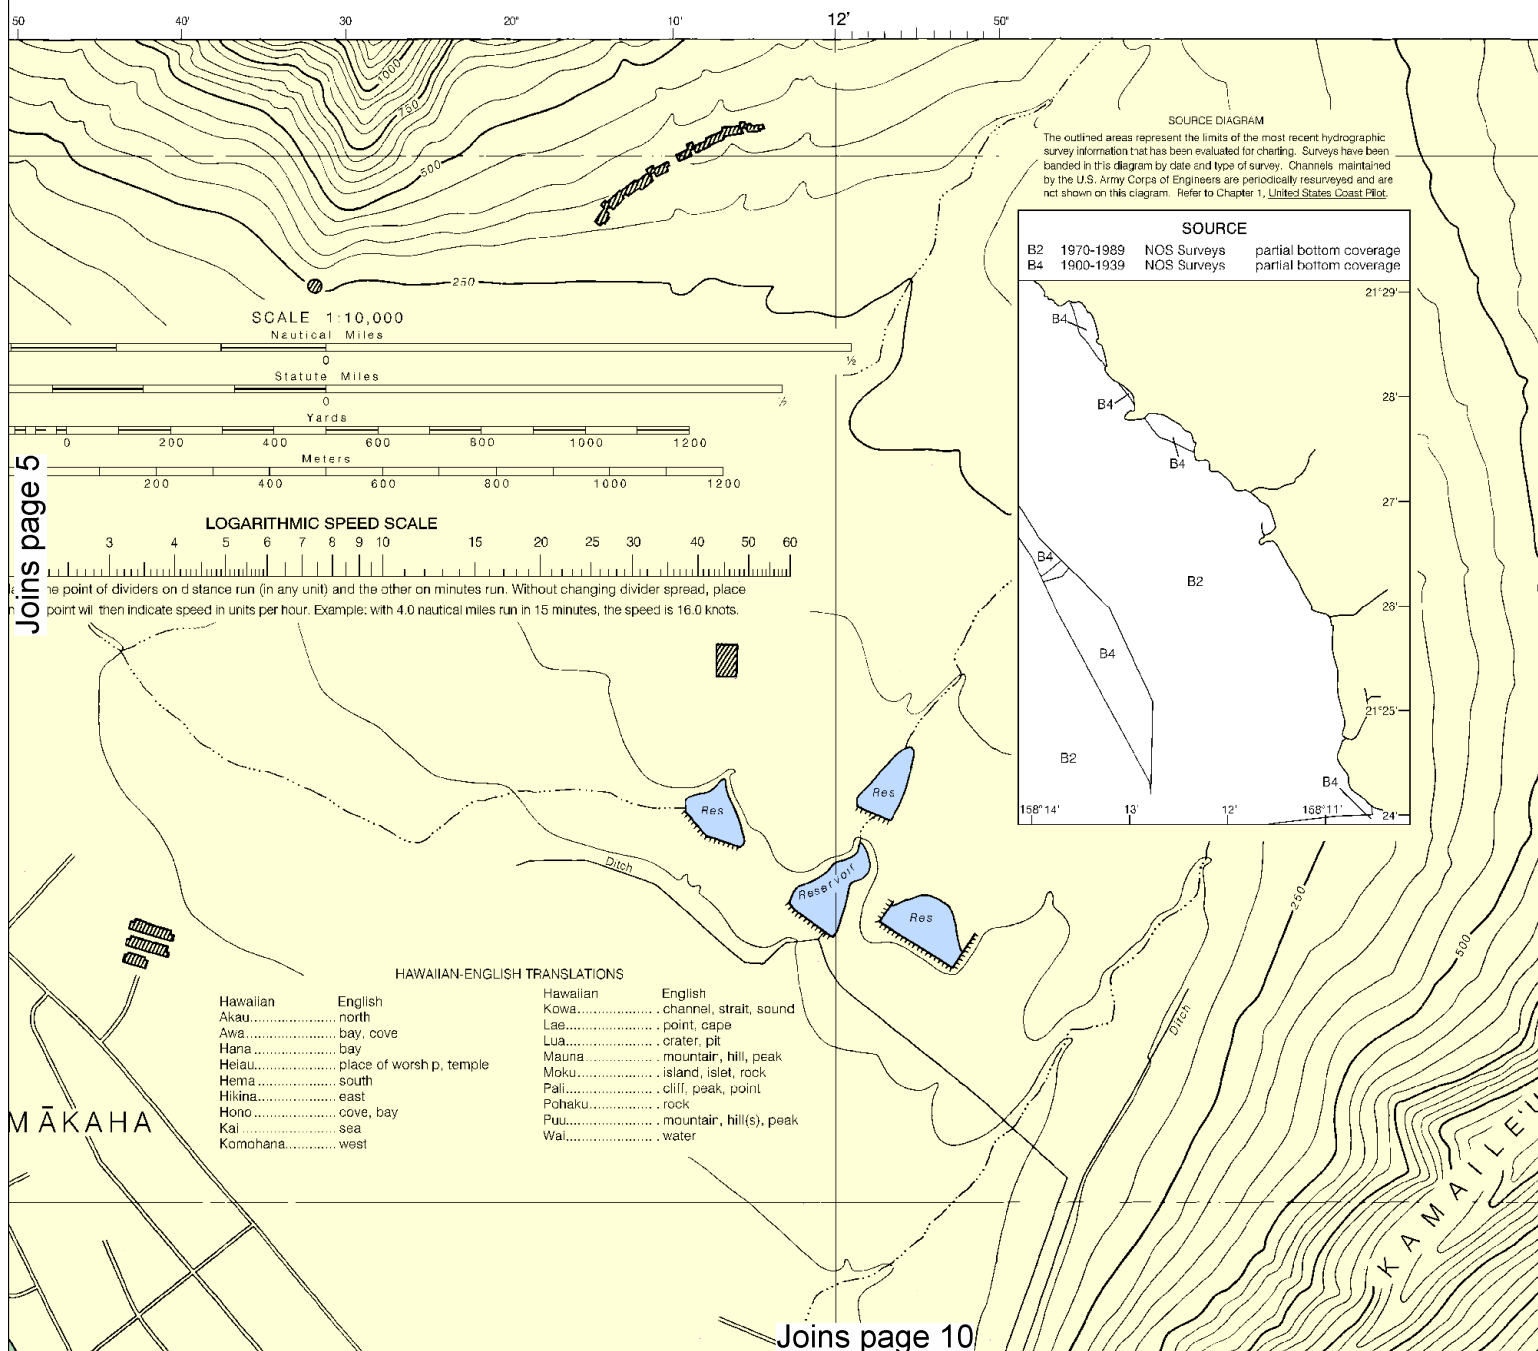 50 40' 30 20" 10' 12' 50"
1000
750
500
250
SOURCE DIAGRAM
The outlined areas represent the limits of the most recent hydrographic
survey information that has been evaluated for charting. Surveys have been
banded in this diagram by date and type of survey. Channels maintained
by the U.S. Army Corps of Engineers are periodically resurveyed and are
not shown on this diagram. Refer to Chapter 1, United States Coast Pilot.
SOURCE
B2 1970-1989 NOS Surveys partial bottom coverage
B4 1900-1939 NOS Surveys partial bottom coverage
21°29'
B4
28'
B4
B4
27'
B4
B2
26'
B4
21°25'
B2
B4
158°14' 13' 12' 158°11' 24'
SCALE 1:10,000
Nautical Miles
0 ½
Statute Miles
0 ½
Yards
0 200 400 600 800 1000 1200
Meters
200 400 600 800 1000 1200
Joins page 5
LOGARITHMIC SPEED SCALE
3 4 5 6 7 8 9 10 15 20 25 30 40 50 60
point of dividers on d stance run (in any unit) and the other on minutes run. Without changing divider spread, place
point wil then indicate speed in units per hour. Example: with 4.0 nautical miles run in 15 minutes, the speed is 16.0 knots.
Res
Res
Reservoir
Res
Ditch
250
500
Ditch
HAWAIIAN-ENGLISH TRANSLATIONS
Hawaiian English
Akau..................... north
Awa...................... bay, cove
Hana..................... bay
Heiau.................... place of worsh p, temple
Hema..................... south
Hikina................... east
Hono..................... cove, bay
Kai...................... sea
Komohana............. west
Hawaiian English
Kowa..................... channel, strait, sound
Lae...................... point, cape
Lua...................... crater, pit
Mauna.................... mountain, hill, peak
Moku..................... island, islet, rock
Pali..................... cliff, peak, point
Pohaku................... rock
Puu...................... mountain, hill(s), peak
Wai...................... water
MĀKAHA
KAMAILE'U
Joins page 10